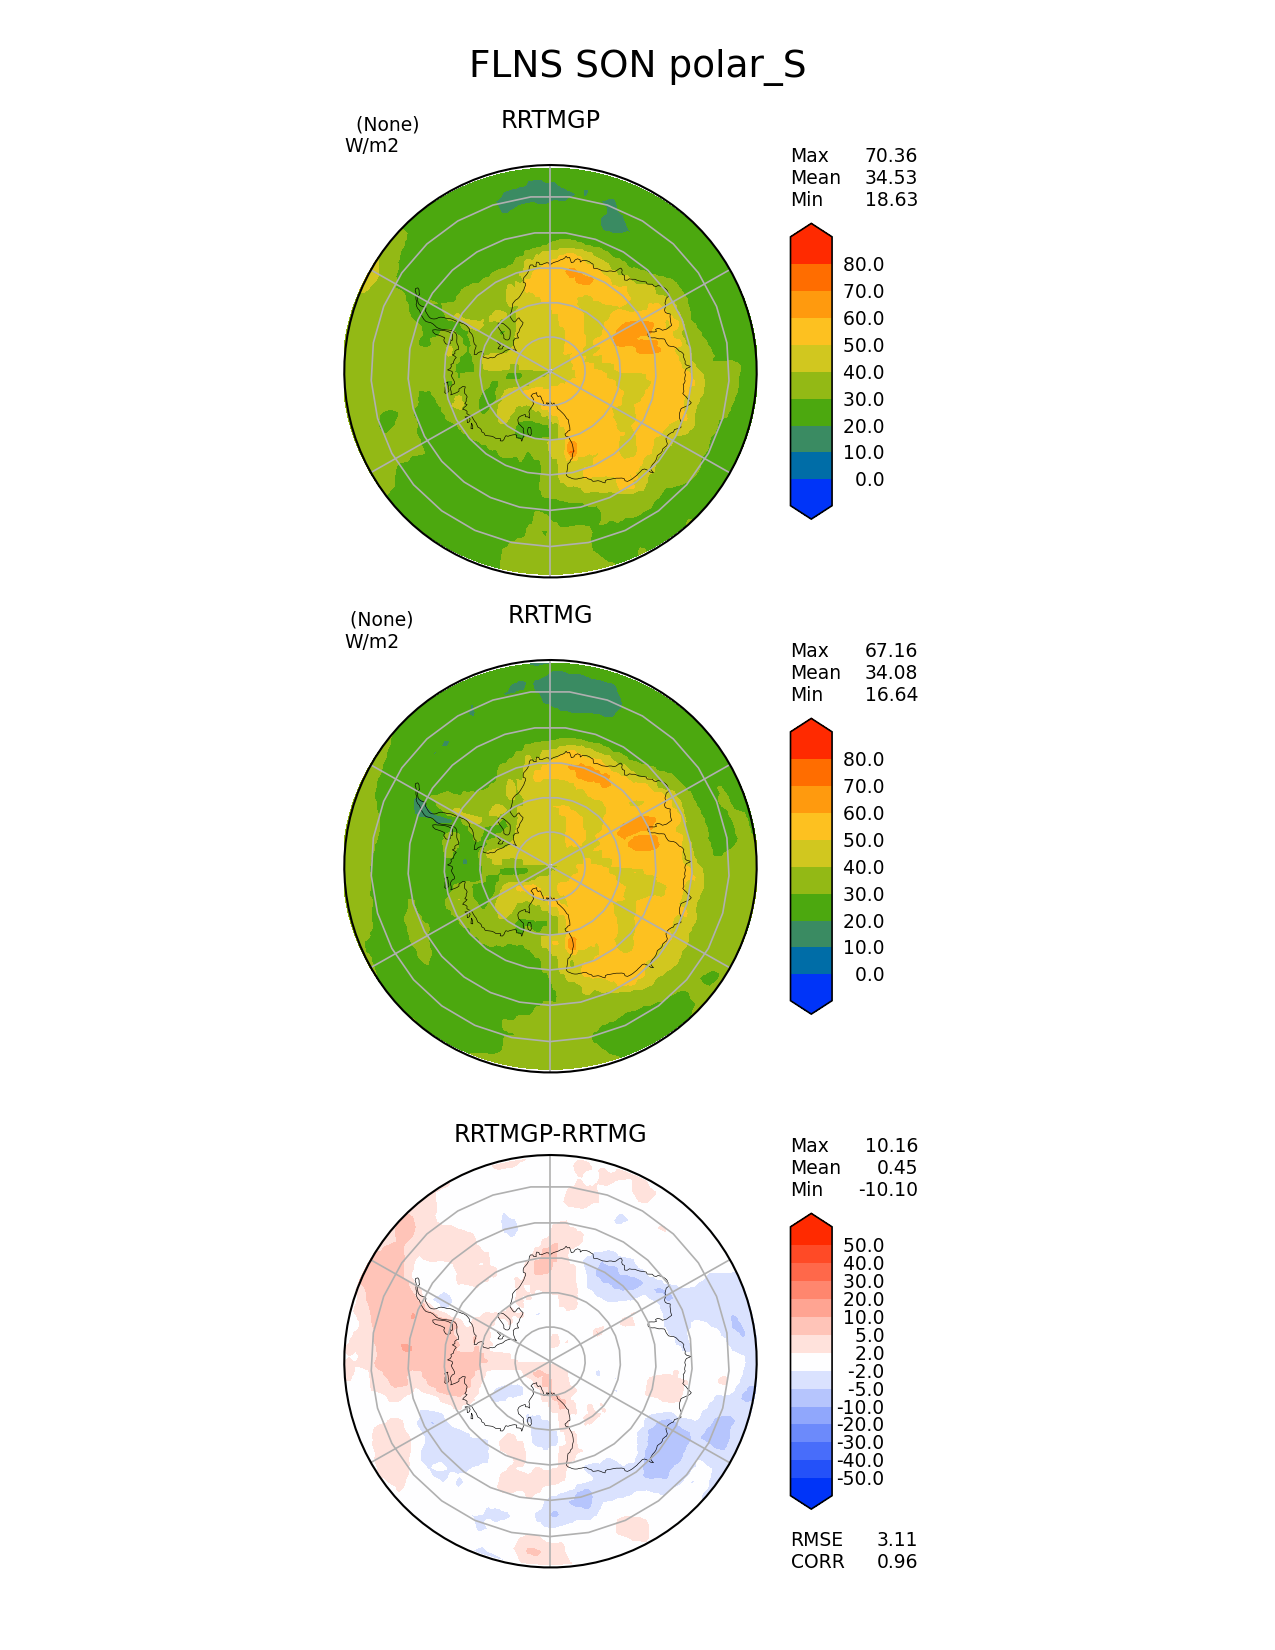 FLNS SON polar_S
RRTMGP
(None)
W/m2
Max 70.36
Mean 34.53
Min 18.63
80.0
70.0
60.0
50.0
40.0
30.0
20.0
10.0
0.0
RRTMG
(None)
W/m2
Max 67.16
Mean 34.08
Min 16.64
80.0
70.0
60.0
50.0
40.0
30.0
20.0
10.0
0.0
RRTMGP-RRTMG
Max 10.16
Mean 0.45
Min -10.10
50.0
40.0
30.0
20.0
10.0
5.0
2.0
-2.0
-5.0
-10.0
-20.0
-30.0
-40.0
-50.0
RMSE 3.11
CORR 0.96